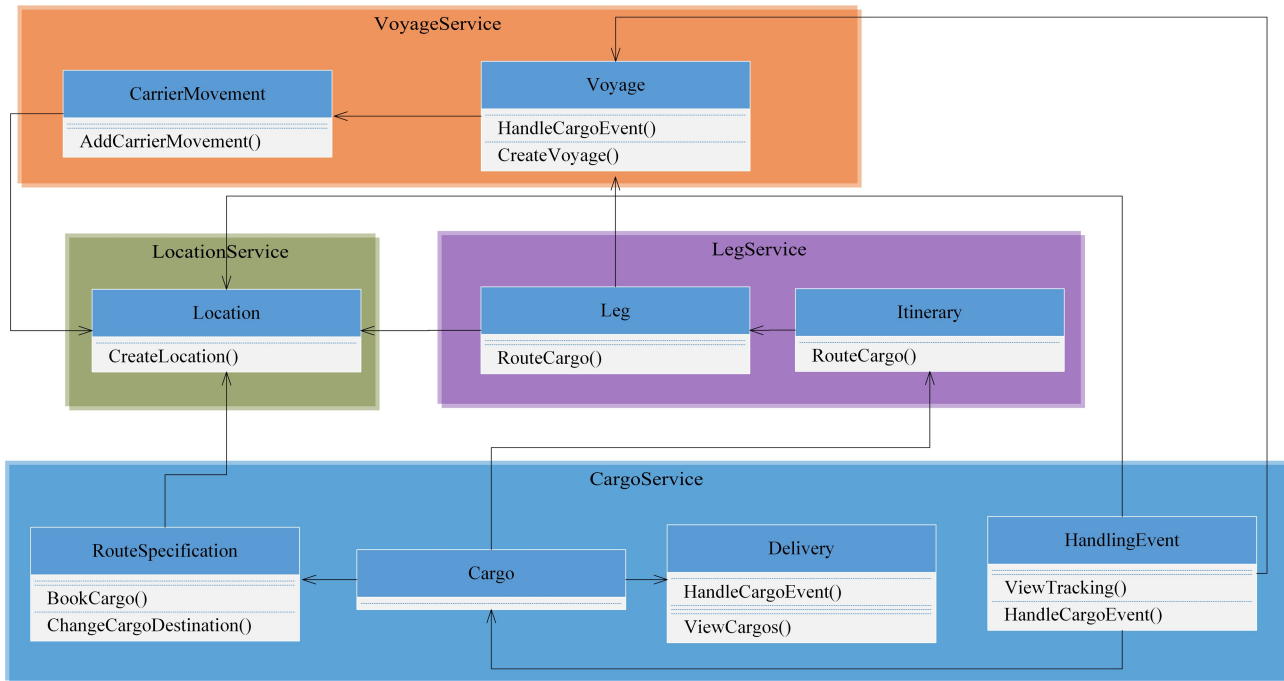 VoyageService
CarrierMovement
AddCarrierMovement()
Voyage
HandleCargoEvent()
CreateVoyage()
LocationService
Location
CreateLocation()
LegService
Leg
RouteCargo()
Itinerary
RouteCargo()
CargoService
RouteSpecification
BookCargo()
ChangeCargoDestination()
Cargo
Delivery
HandleCargoEvent()
ViewCargos()
HandlingEvent
ViewTracking()
HandleCargoEvent()